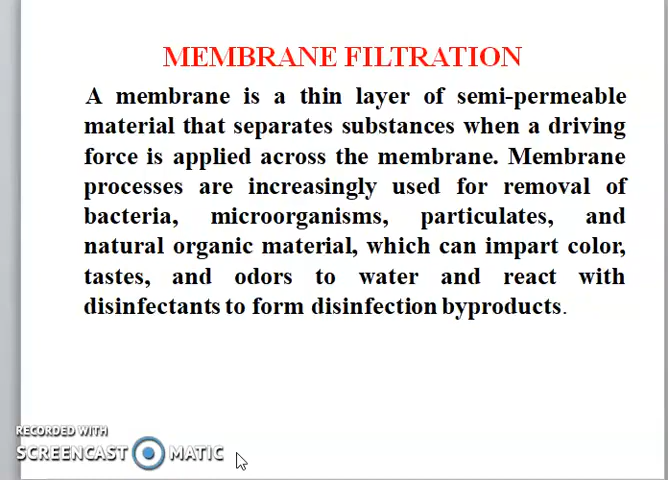 MEMBRANE FILTRATION
A membrane is a thin layer of semi-permeable
material that separates substances when a driving
force is applied across the membrane. Membrane
processes are increasingly used for removal of
bacteria, microorganisms, particulates, and
natural organic material, which can impart color,
tastes, and odors to water and react with
disinfectants to form disinfection byproducts.
RECORDED WITH
SCREENCAST MATIC